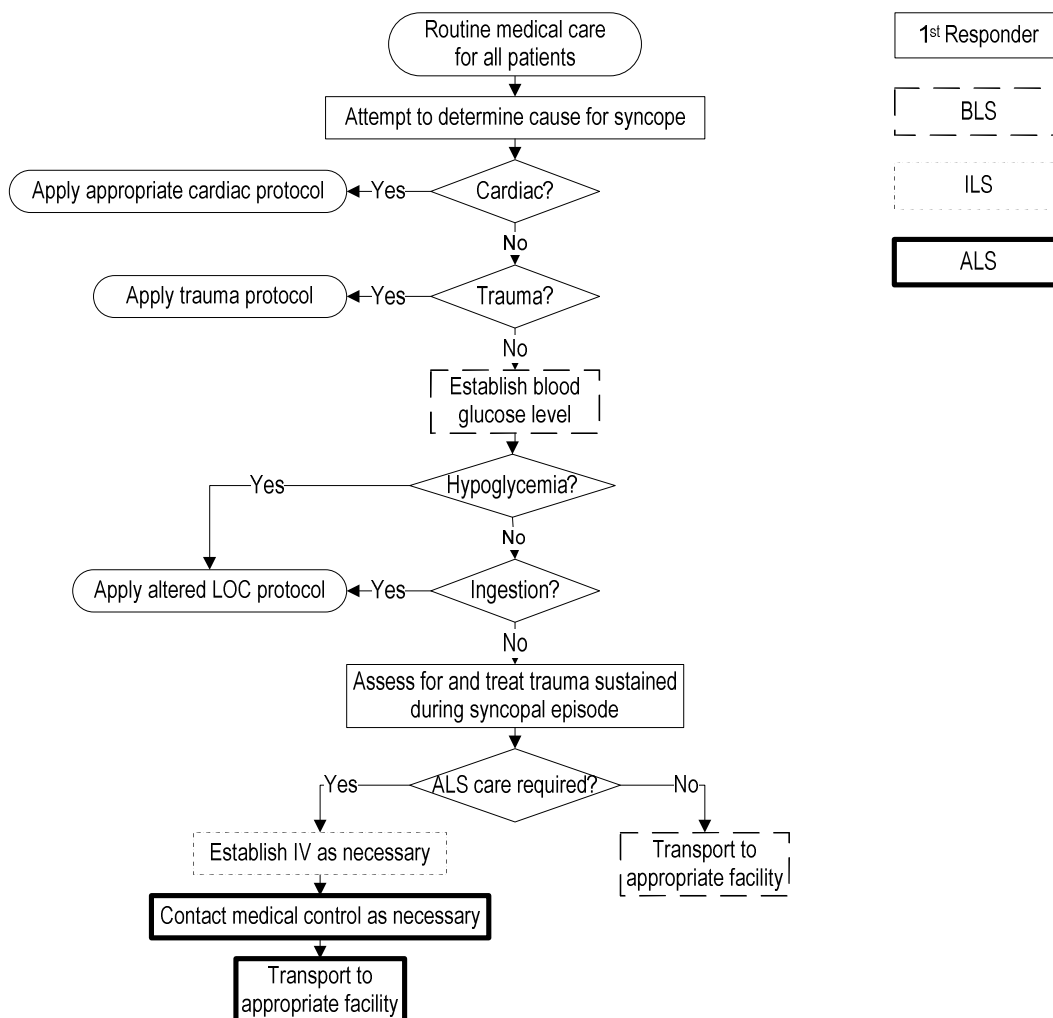 Routine medical care
for all patients
1st Responder
Attempt to determine cause for syncope
BLS
Apply appropriate cardiac protocol
Yes
Cardiac?
ILS
No
ALS
Apply trauma protocol
Yes
Trauma?
No
Establish blood
glucose level
Yes
Hypoglycemia?
No
Apply altered LOC protocol
Yes
Ingestion?
No
Assess for and treat trauma sustained
during syncopal episode
Yes
ALS care required?
No
Establish IV as necessary
Transport to
appropriate facility
Contact medical control as necessary
Transport to
appropriate facility